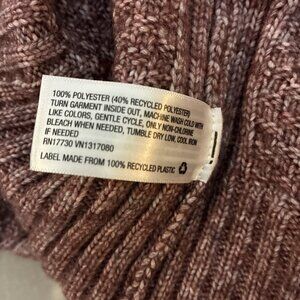 100% POLYESTER (40% RECYCLED POLYESTER)
TURN GARMENT INSIDE OUT, MACHINE WASH COLD WITH
LIKE COLORS, GENTLE CYCLE, ONLY NON-CHLORINE
BLEACH WHEN NEEDED, TUMBLE DRY LOW, COOL IRON
IF NEEDED
RN17730 VN1317080
LABEL MADE FROM 100% RECYCLED PLASTIC